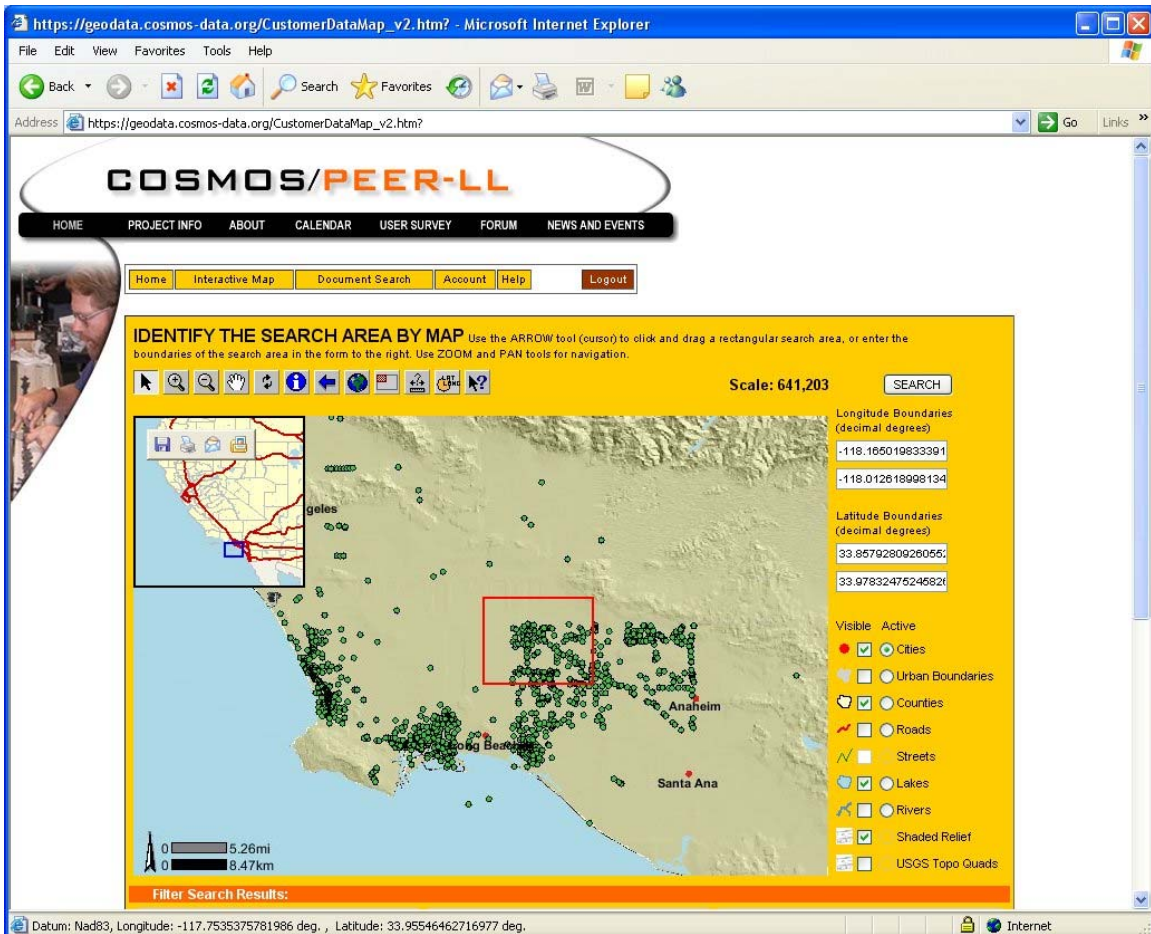 https://geodata.cosmos-data.org/CustomerDataMap_v2.htm? - Microsoft Internet Explorer
File Edit View Favorites Tools Help
Back Search Favorites
Address https://geodata.cosmos-data.org/CustomerDataMap_v2.htm? Go Links »
COSMOS/PEER-LL
HOME PROJECT INFO ABOUT CALENDAR USER SURVEY FORUM NEWS AND EVENTS
Home Interactive Map Document Search Account Help Logout
IDENTIFY THE SEARCH AREA BY MAP Use the ARROW tool (cursor) to click and drag a rectangular search area, or enter the
boundaries of the search area in the form to the right. Use ZOOM and PAN tools for navigation.
Scale: 641,203 SEARCH
Longitude Boundaries
(decimal degrees)
-118.165019833391
-118.012618998134
Latitude Boundaries
(decimal degrees)
33.8579280926055
33.9783247524582
geles
Anaheim
Long Beach
Santa Ana
0 5.26mi
0 8.47km
Visible Active
Cities
Urban Boundaries
Counties
Roads
Streets
Lakes
Rivers
Shaded Relief
USGS Topo Quads
Filter Search Results:
Datum: Nad83, Longitude: -117.7535375781986 deg. , Latitude: 33.95546462716977 deg. Internet